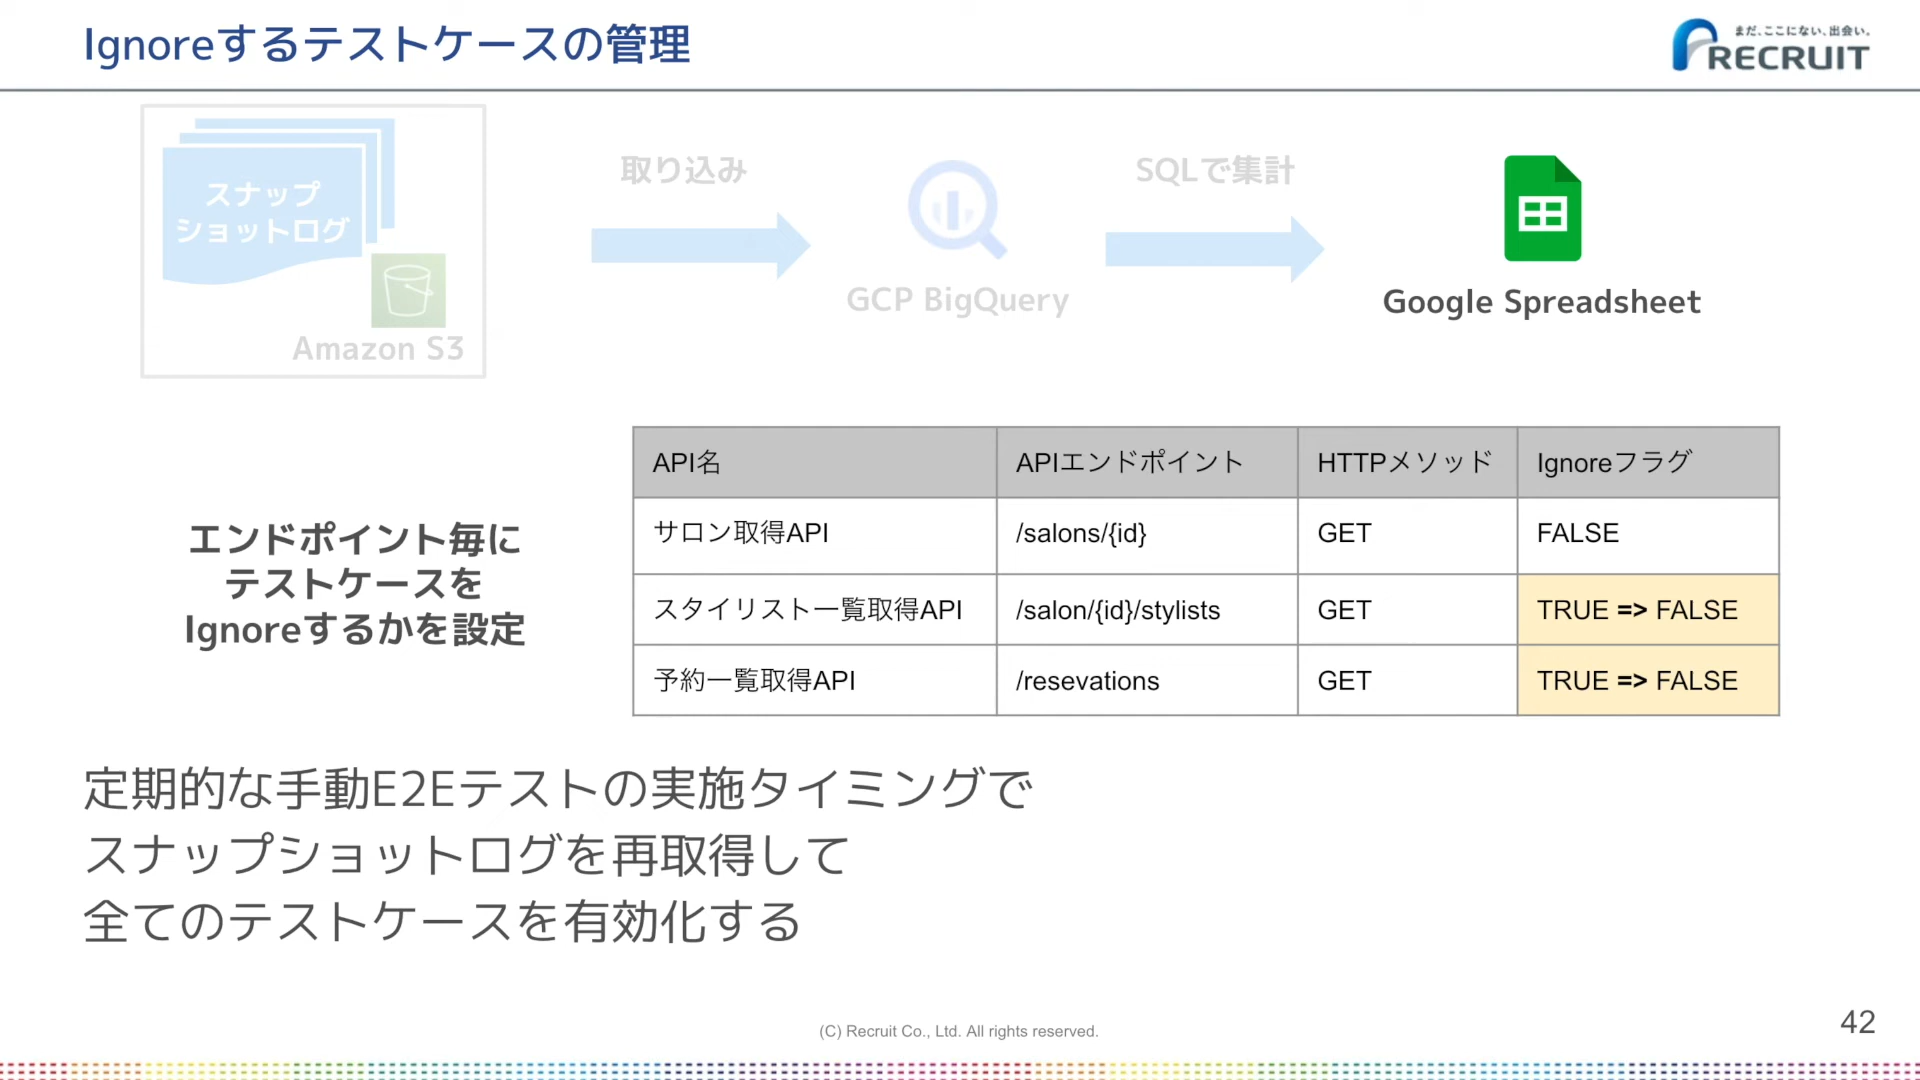 Ignoreするテストケースの管理
まだ、ここにない、出会い。
RECRUIT
スナップ
ショットログ
Amazon S3
取り込み
GCP BigQuery
SQLで集計
Google Spreadsheet
エンドポイント毎に
テストケースを
Ignoreするかを設定
API名 APIエンドポイント HTTPメソッド Ignoreフラグ
サロン取得API /salons/{id} GET FALSE
スタイリスト一覧取得API /salon/{id}/stylists GET TRUE => FALSE
予約一覧取得API /resevations GET TRUE => FALSE
定期的な手動E2Eテストの実施タイミングで
スナップショットログを再取得して
全てのテストケースを有効化する
(C) Recruit Co., Ltd. All rights reserved.
42